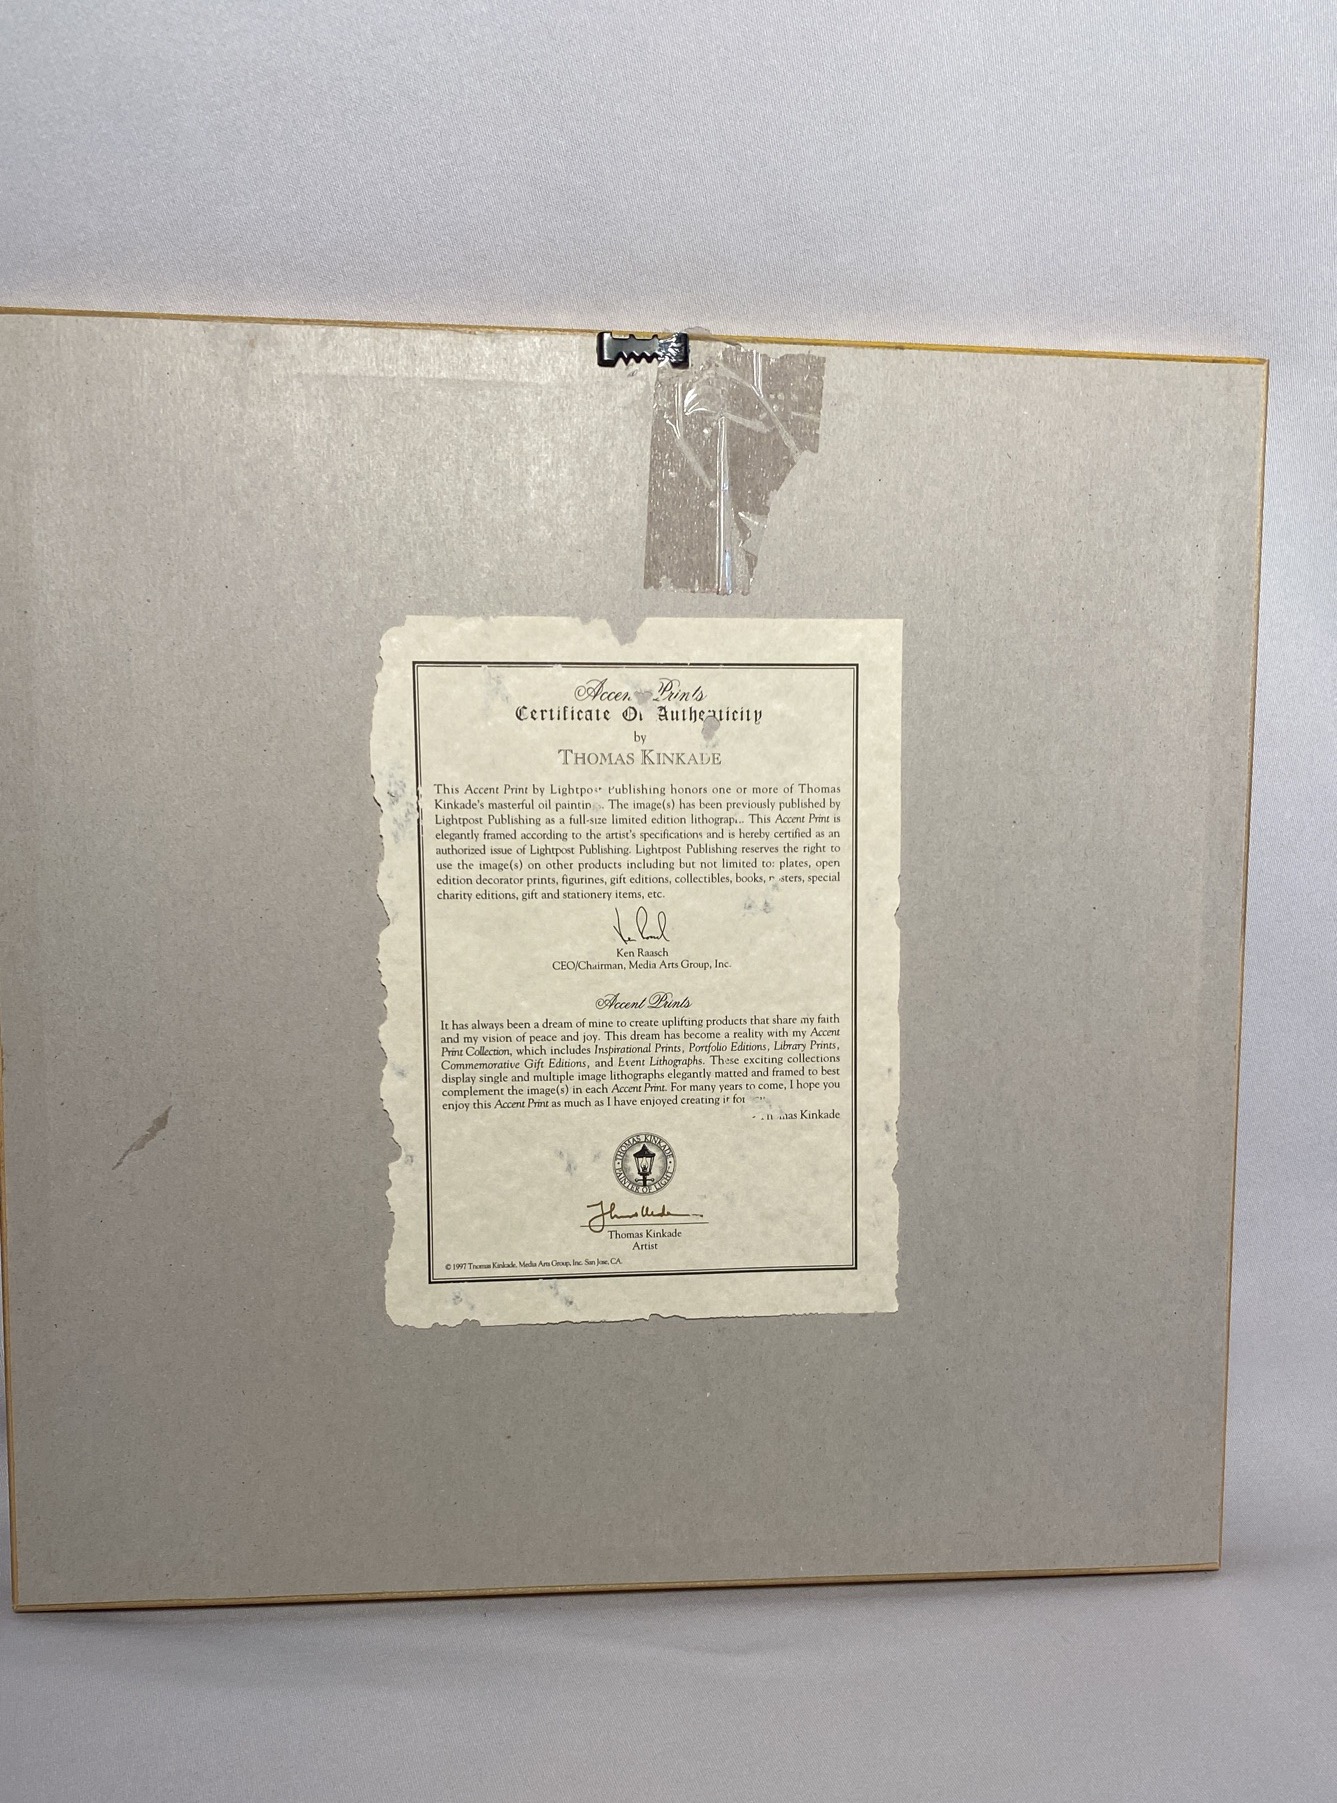 Accent Prints
Certificate Of Authenticity
by
THOMAS KINKADE
This Accent Print by Lightpost Publishing honors one or more of Thomas
Kinkade's masterful oil The image(s) has been previously published by
Lightpost Publishing as a full-size limited edition This Accent Print is
elegantly framed according to the artist's specifications and is hereby certified as an
authorized issue of Lightpost Publishing. Lightpost Publishing reserves the right to
use the image(s) on other products including but not limited to: plates, open
edition decorator prints, figurines, gift editions, collectibles, books, special
charity editions, gift and stationery items, etc.
Ken Raasch
CEO/Chairman, Media Arts Group, Inc.
Accent Prints
It has always been a dream of mine to create uplifting products that share my faith
and my vision of peace and joy. This dream has become a reality with my Accent
Print Collection, which includes Inspirational Prints, Portfolio Editions, Library Prints,
Commemorative Gift Editions, and Event Lithographs. These exciting collections
display single and multiple image lithographs elegantly matted and framed to best
complement the image(s) in each Accent Print. For many years to come, I hope you
enjoy this Accent Print as much as I have enjoyed creating it for
Kinkade
THOMAS KINKADE
PAINTER OF LIGHT
Thomas Kinkade
Artist
© 1997 Thomas Kinkade, Media Arts Group, Inc. San Jose, CA.